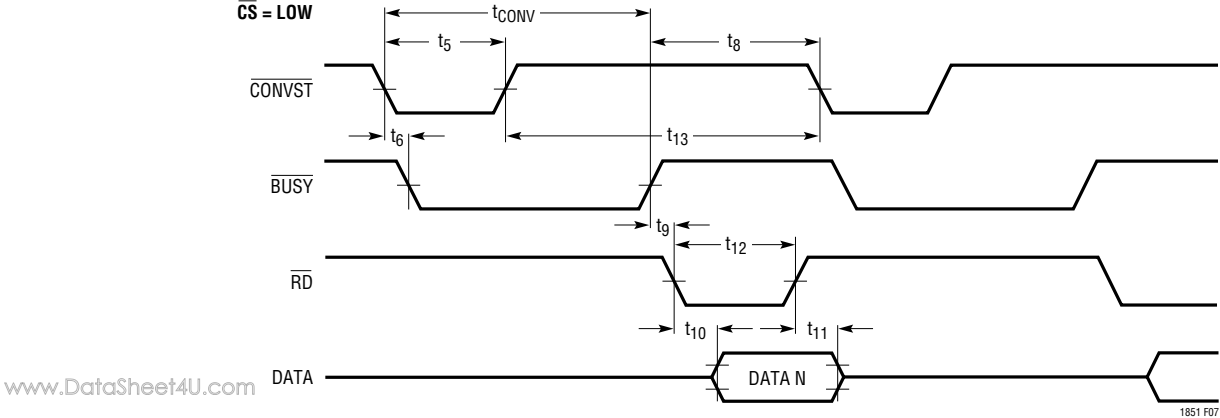 CS = LOW
tCONV
t5
t8
CONVST
t6
t13
BUSY
t9
t12
RD
t10
t11
DATA
DATA N
www.DataSheet4U.com
1851 F07